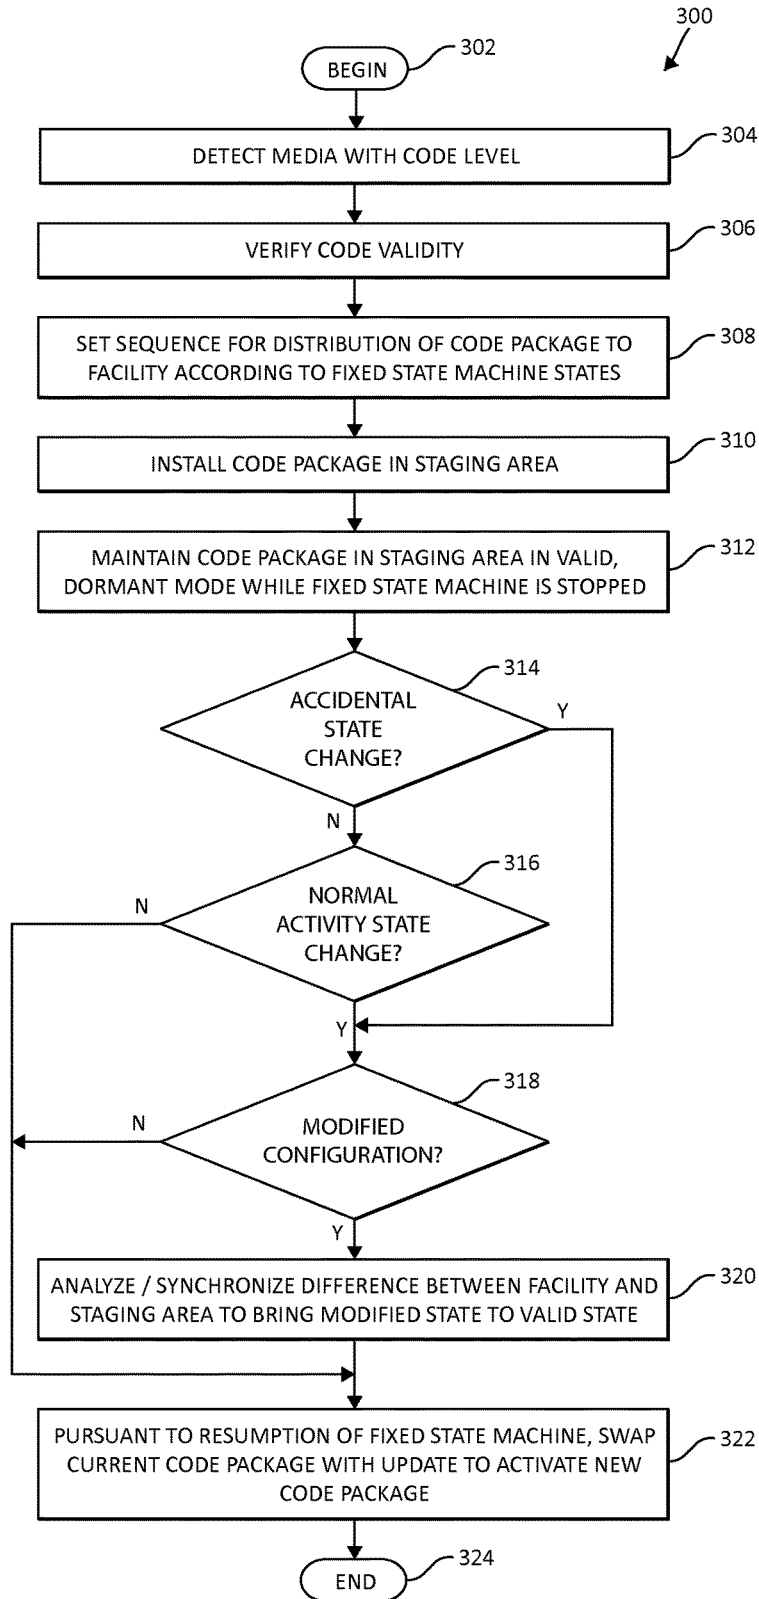 300
BEGIN
302
DETECT MEDIA WITH CODE LEVEL
304
VERIFY CODE VALIDITY
306
SET SEQUENCE FOR DISTRIBUTION OF CODE PACKAGE TO
FACILITY ACCORDING TO FIXED STATE MACHINE STATES
308
INSTALL CODE PACKAGE IN STAGING AREA
310
MAINTAIN CODE PACKAGE IN STAGING AREA IN VALID,
DORMANT MODE WHILE FIXED STATE MACHINE IS STOPPED
312
ACCIDENTAL
STATE
CHANGE?
314
Y
N
NORMAL
ACTIVITY STATE
CHANGE?
316
N
Y
MODIFIED
CONFIGURATION?
318
N
Y
ANALYZE / SYNCHRONIZE DIFFERENCE BETWEEN FACILITY AND
STAGING AREA TO BRING MODIFIED STATE TO VALID STATE
320
PURSUANT TO RESUMPTION OF FIXED STATE MACHINE, SWAP
CURRENT CODE PACKAGE WITH UPDATE TO ACTIVATE NEW
CODE PACKAGE
322
END
324